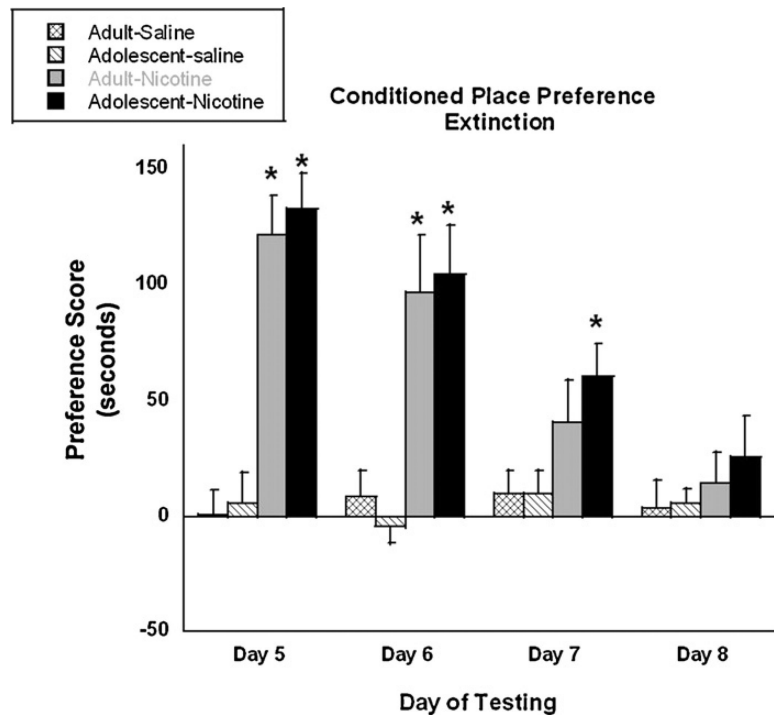 Adult-Saline
Adolescent-saline
Adult-Nicotine
Adolescent-Nicotine
Conditioned Place Preference
Extinction
150
100
50
0
-50
Preference Score
(seconds)
* *
* *
*
Day 5 Day 6 Day 7 Day 8
Day of Testing